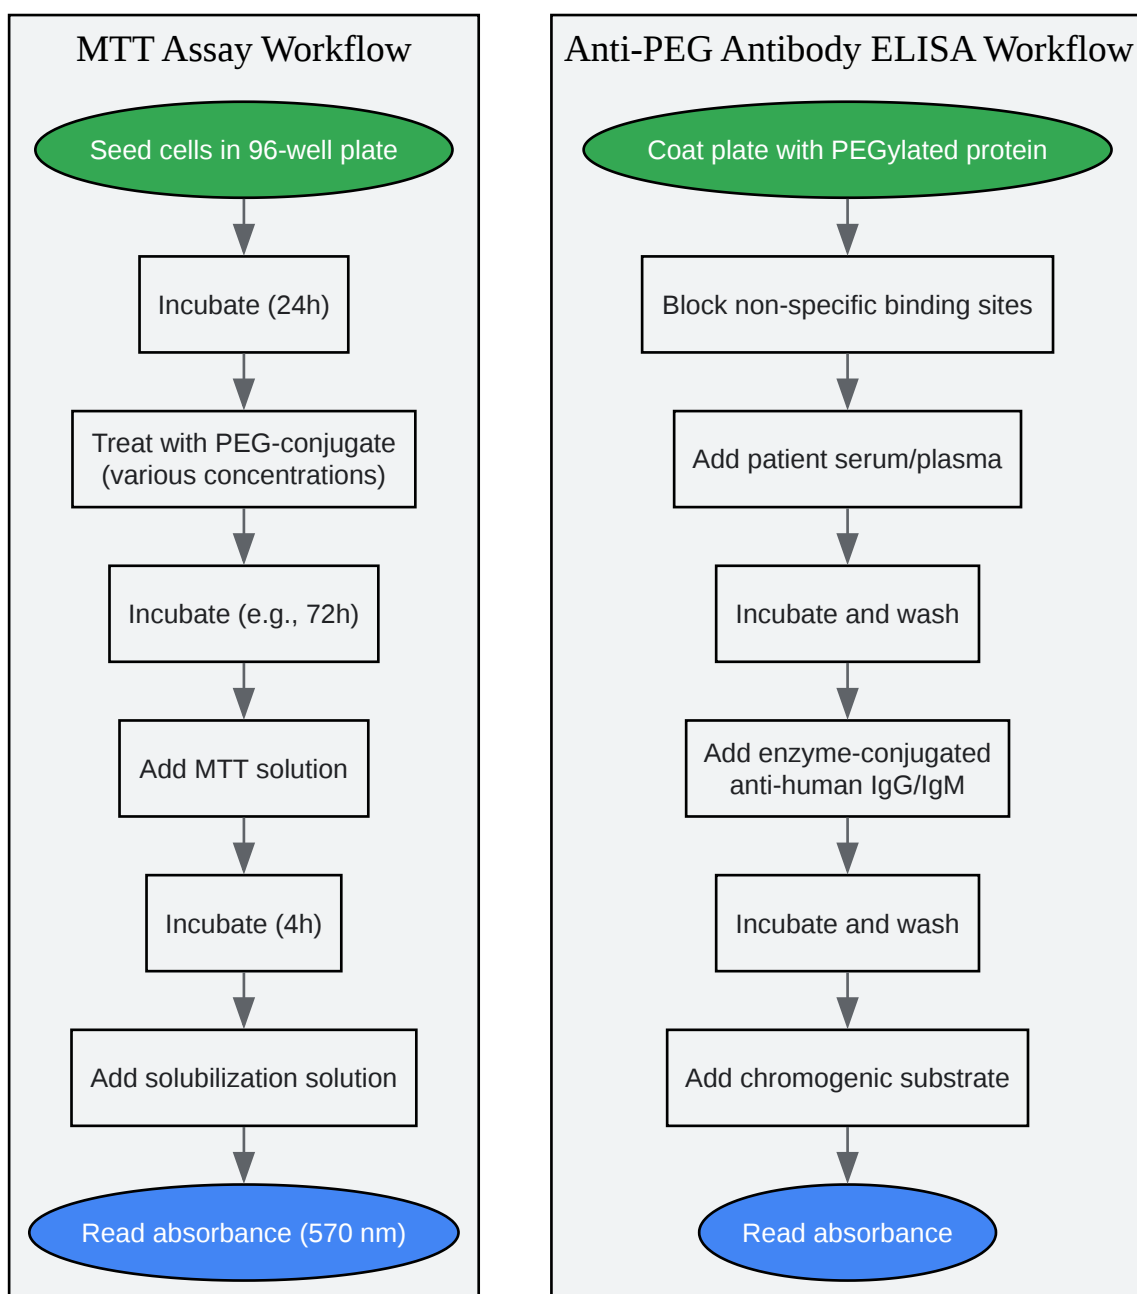 MTT Assay Workflow
Seed cells in 96-well plate
Incubate (24h)
Treat with PEG-conjugate
(various concentrations)
Incubate (e.g., 72h)
Add MTT solution
Incubate (4h)
Add solubilization solution
Read absorbance (570 nm)
Anti-PEG Antibody ELISA Workflow
Coat plate with PEGylated protein
Block non-specific binding sites
Add patient serum/plasma
Incubate and wash
Add enzyme-conjugated
anti-human IgG/IgM
Incubate and wash
Add chromogenic substrate
Read absorbance